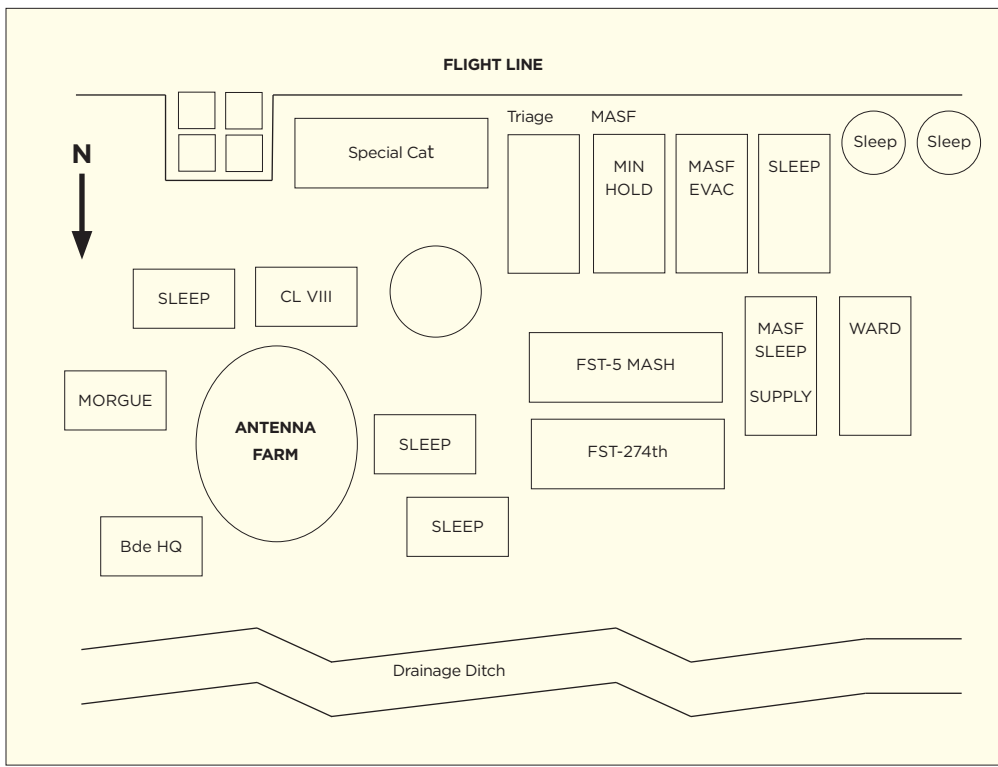 FLIGHT LINE
Triage
MASF
Special Cat
MIN
HOLD
MASF
EVAC
SLEEP
Sleep
Sleep
N
SLEEP
CL VIII
MASF
SLEEP
SUPPLY
WARD
FST-5 MASH
MORGUE
ANTENNA
FARM
SLEEP
FST-274th
SLEEP
Bde HQ
Drainage Ditch